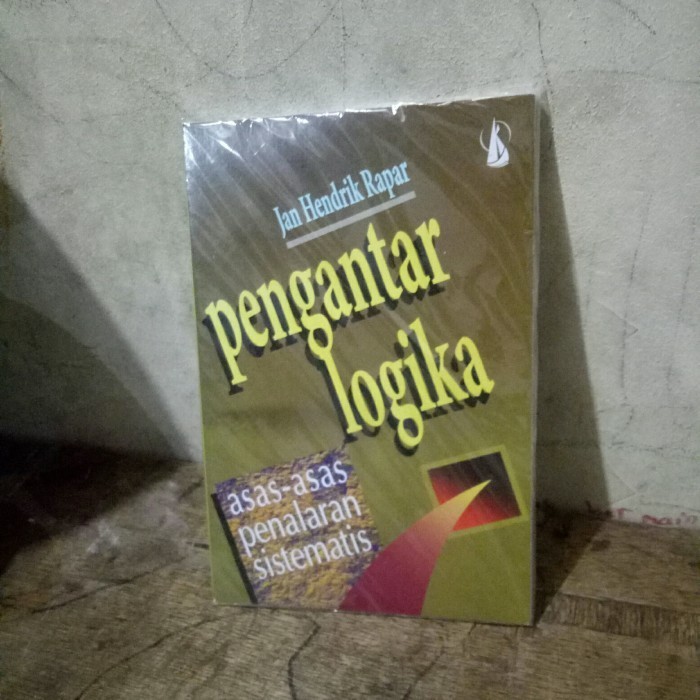 Jan Hendrik Rapar
pengantar
logika
asas-asas
penalaran
sistematis